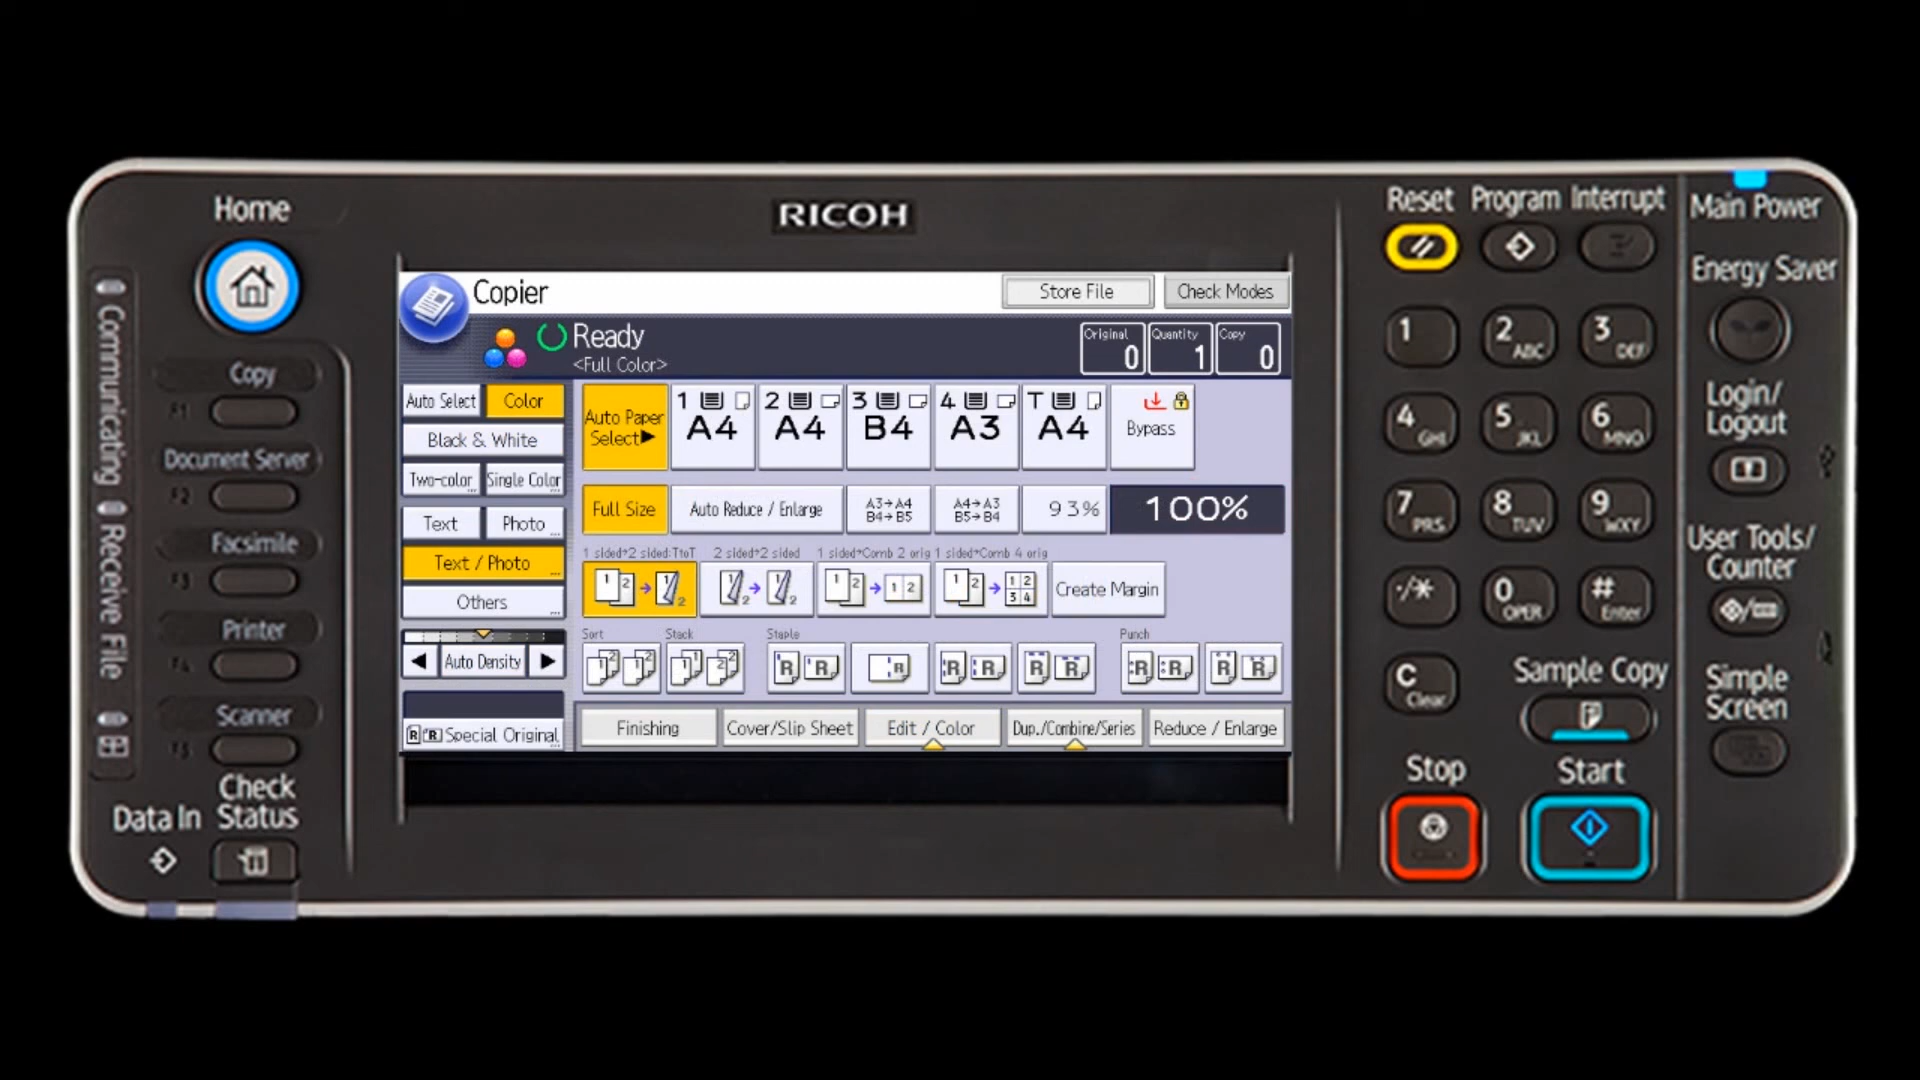 RICOH
Home
Communicating
Receive File
Copy
F1
Document Server
F2
Facsimile
F3
Printer
F4
Scanner
F5
Check
Status
Data In
Copier
Store File
Check Modes
Ready
<Full Color>
Original
0
Quantity
1
Copy
0
Auto Select
Color
Black & White
Two-color
Single Color
Text
Photo
Text / Photo
Others
Auto Density
Special Original
Auto Paper
Select▶
1 A4
2 A4
3 B4
4 A3
T A4
Bypass
Full Size
Auto Reduce / Enlarge
A3→A4
B4→B5
A4→A3
B5→B4
93%
100%
1 sided→2 sided:TtoT
2 sided→2 sided
1 sided→Comb 2 orig
1 sided→Comb 4 orig
Create Margin
Sort
Stack
Staple
Punch
Finishing
Cover/Slip Sheet
Edit / Color
Dup./Combine/Series
Reduce / Enlarge
Reset
Program
Interrupt
1
2 ABC
3 DEF
4 GHI
5 JKL
6 MNO
7 PRS
8 TUV
9 WXY
·/*
0 OPER
# Enter
C Clear
Sample Copy
Stop
Start
Main Power
Energy Saver
Login/
Logout
User Tools/
Counter
Simple
Screen